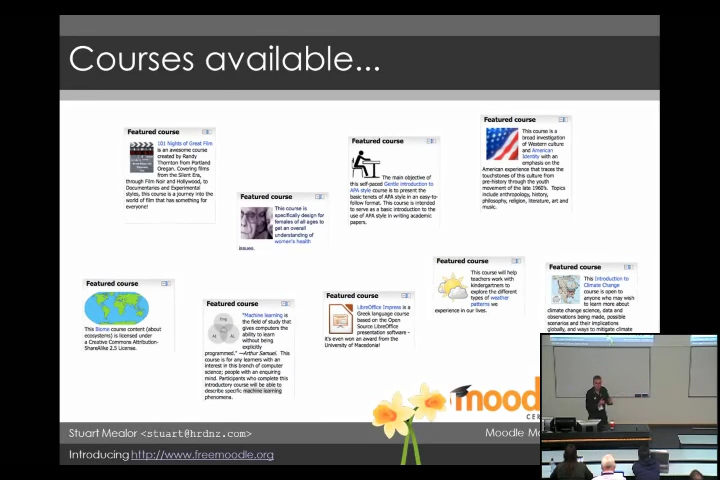 Courses available...
Featured course
101 Nights of Great Film
is an awesome course
created by Randy
Thornton from Portland
Oregan. Covering films
from the Silent Era,
through Film Noir and Hollywood, to
Documentaries and Experimental
styles, this course is a journey into the
world of film that has something for
everyone!
Featured course
This course is
specifically design for
females of all ages to
get an overall
understanding of
women's health
issues.
Featured course
The main objective of
this self-paced Gentle introduction to
APA style course is to present the
basic tenets of APA style in an easy-to-
follow format. This course is intended
to serve as a basic introduction to the
use of APA style in writing academic
papers.
Featured course
This course is a
broad investigation
of Western culture
and American
Identity with an
emphasis on the
American experience that traces the
touchstones of this culture from
pre-history through the youth
movement of the late 1960's. Topics
include anthropology, history,
philosophy, religion, literature, art and
music.
Featured course
This Biome course content (about
ecosystems) is licensed under
a Creative Commons Attribution-
ShareAlike 2.5 License.
Featured course
Eng
AI
"Machine learning is
the field of study that
gives computers the
ability to learn
without being
explicitly
programmed." —Arthur Samuel. This
course is for any learners with an
interest in this branch of computer
science; people with an enquiring
mind. Participants who complete this
introductory course will be able to
describe specific machine learning
phenomena.
Featured course
LibreOffice Impress is a
Greek language course
based on the Open
Source LibreOffice
presentation software -
it's even won an award from the
University of Macedonia!
Featured course
This course will help
teachers work with
kindergartners to
explore the different
types of weather
patterns we
experience in our lives.
Featured course
This Introduction to
Climate Change
course is open to
anyone who may wish
to learn more about
climate change science, data and
observations being made, possible
scenarios and their implications
globally, and ways to mitigate climate
mood
CE
Stuart Mealor <stuart@hrdnz.com>
Moodle Mo
Introducing http://www.freemoodle.org